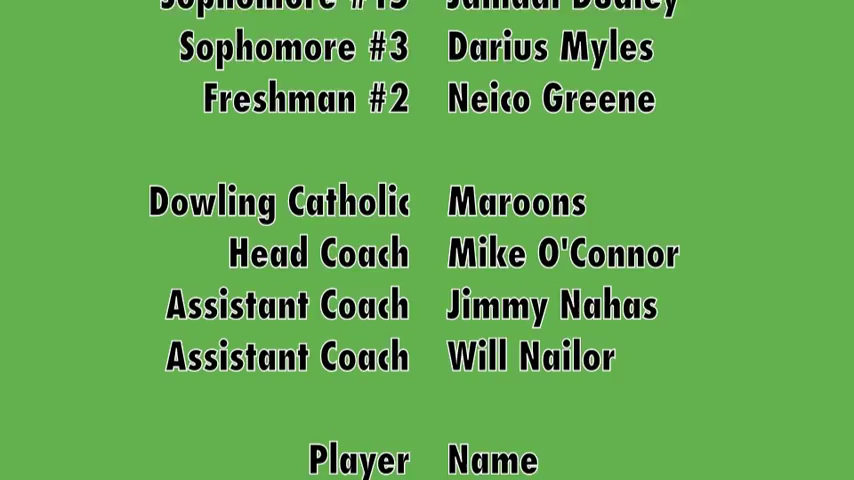 Sophomore #3 Darius Myles
Freshman #2 Neico Greene
Dowling Catholic Maroons
Head Coach Mike O'Connor
Assistant Coach Jimmy Nahas
Assistant Coach Will Nailor
Player Name